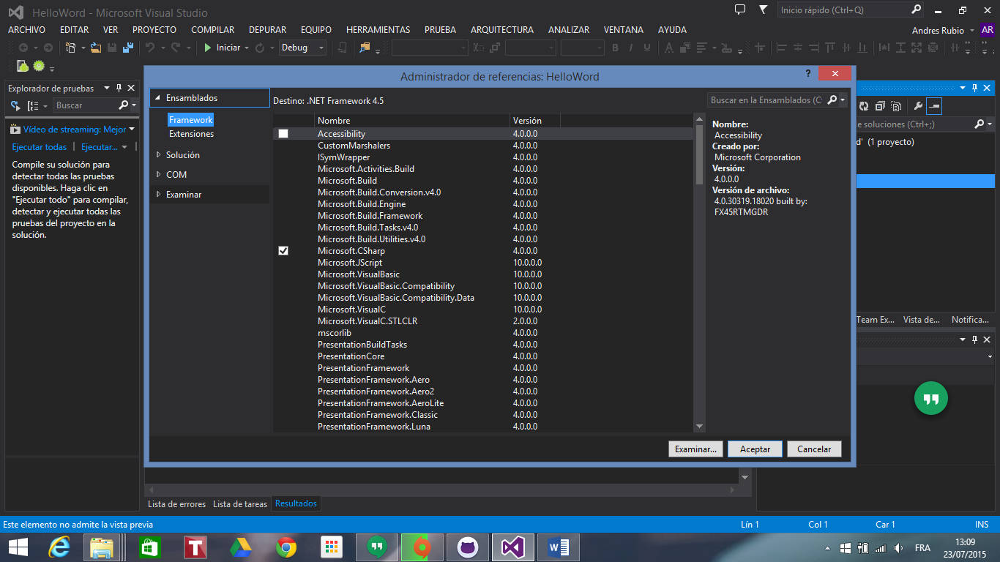 HelloWord - Microsoft Visual Studio
Inicio rápido (Ctrl+Q)
ARCHIVO EDITAR VER PROYECTO COMPILAR DEPURAR EQUIPO HERRAMIENTAS PRUEBA ARQUITECTURA ANALIZAR VENTANA AYUDA
Andres Rubio AR
Iniciar Debug
Explorador de pruebas
Buscar
Vídeo de streaming: Mejor
Ejecutar todas | Ejecutar...
Compile su solución para
detectar todas las pruebas
disponibles. Haga clic en
"Ejecutar todo" para compilar,
detectar y ejecutar todas las
pruebas del proyecto en la
solución.
Administrador de referencias: HelloWord
?
Ensamblados
Framework
Extensiones
Solución
COM
Examinar
Destino: .NET Framework 4.5
Buscar en la Ensamblados (C
Nombre Versión
Accessibility 4.0.0.0
CustomMarshalers 4.0.0.0
ISymWrapper 4.0.0.0
Microsoft.Activities.Build 4.0.0.0
Microsoft.Build 4.0.0.0
Microsoft.Build.Conversion.v4.0 4.0.0.0
Microsoft.Build.Engine 4.0.0.0
Microsoft.Build.Framework 4.0.0.0
Microsoft.Build.Tasks.v4.0 4.0.0.0
Microsoft.Build.Utilities.v4.0 4.0.0.0
Microsoft.CSharp 4.0.0.0
Microsoft.JScript 10.0.0.0
Microsoft.VisualBasic 10.0.0.0
Microsoft.VisualBasic.Compatibility 10.0.0.0
Microsoft.VisualBasic.Compatibility.Data 10.0.0.0
Microsoft.VisualC 10.0.0.0
Microsoft.VisualC.STLCLR 2.0.0.0
mscorlib 4.0.0.0
PresentationBuildTasks 4.0.0.0
PresentationCore 4.0.0.0
PresentationFramework 4.0.0.0
PresentationFramework.Aero 4.0.0.0
PresentationFramework.Aero2 4.0.0.0
PresentationFramework.AeroLite 4.0.0.0
PresentationFramework.Classic 4.0.0.0
PresentationFramework.Luna 4.0.0.0
Nombre:
Accessibility
Creado por:
Microsoft Corporation
Versión:
4.0.0.0
Versión de archivo:
4.0.30319.18020 built by:
FX45RTMGDR
Examinar... Aceptar Cancelar
e soluciones (Ctrl+;)
d' (1 proyecto)
Team Ex... Vista de... Notifica...
Lista de errores Lista de tareas Resultados
Este elemento no admite la vista previa
Lín 1 Col 1 Car 1 INS
FRA
13:09
23/07/2015